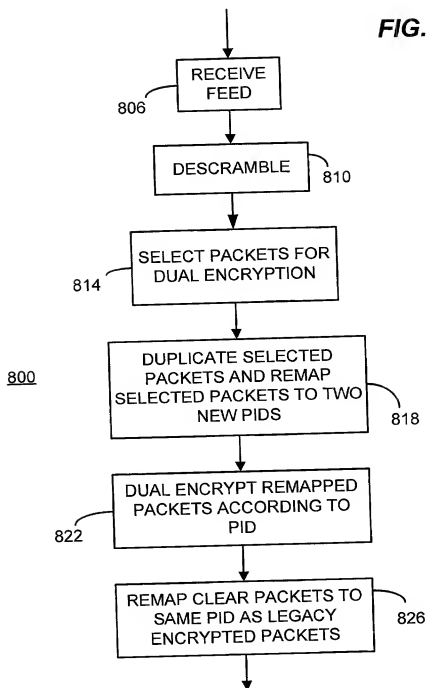 FIG.
RECEIVE
FEED
806
DESCRAMBLE
810
SELECT PACKETS FOR
DUAL ENCRYPTION
814
800
DUPLICATE SELECTED
PACKETS AND REMAP
SELECTED PACKETS TO TWO
NEW PIDS
818
DUAL ENCRYPT REMAPPED
PACKETS ACCORDING TO
PID
822
REMAP CLEAR PACKETS TO
SAME PID AS LEGACY
ENCRYPTED PACKETS
826